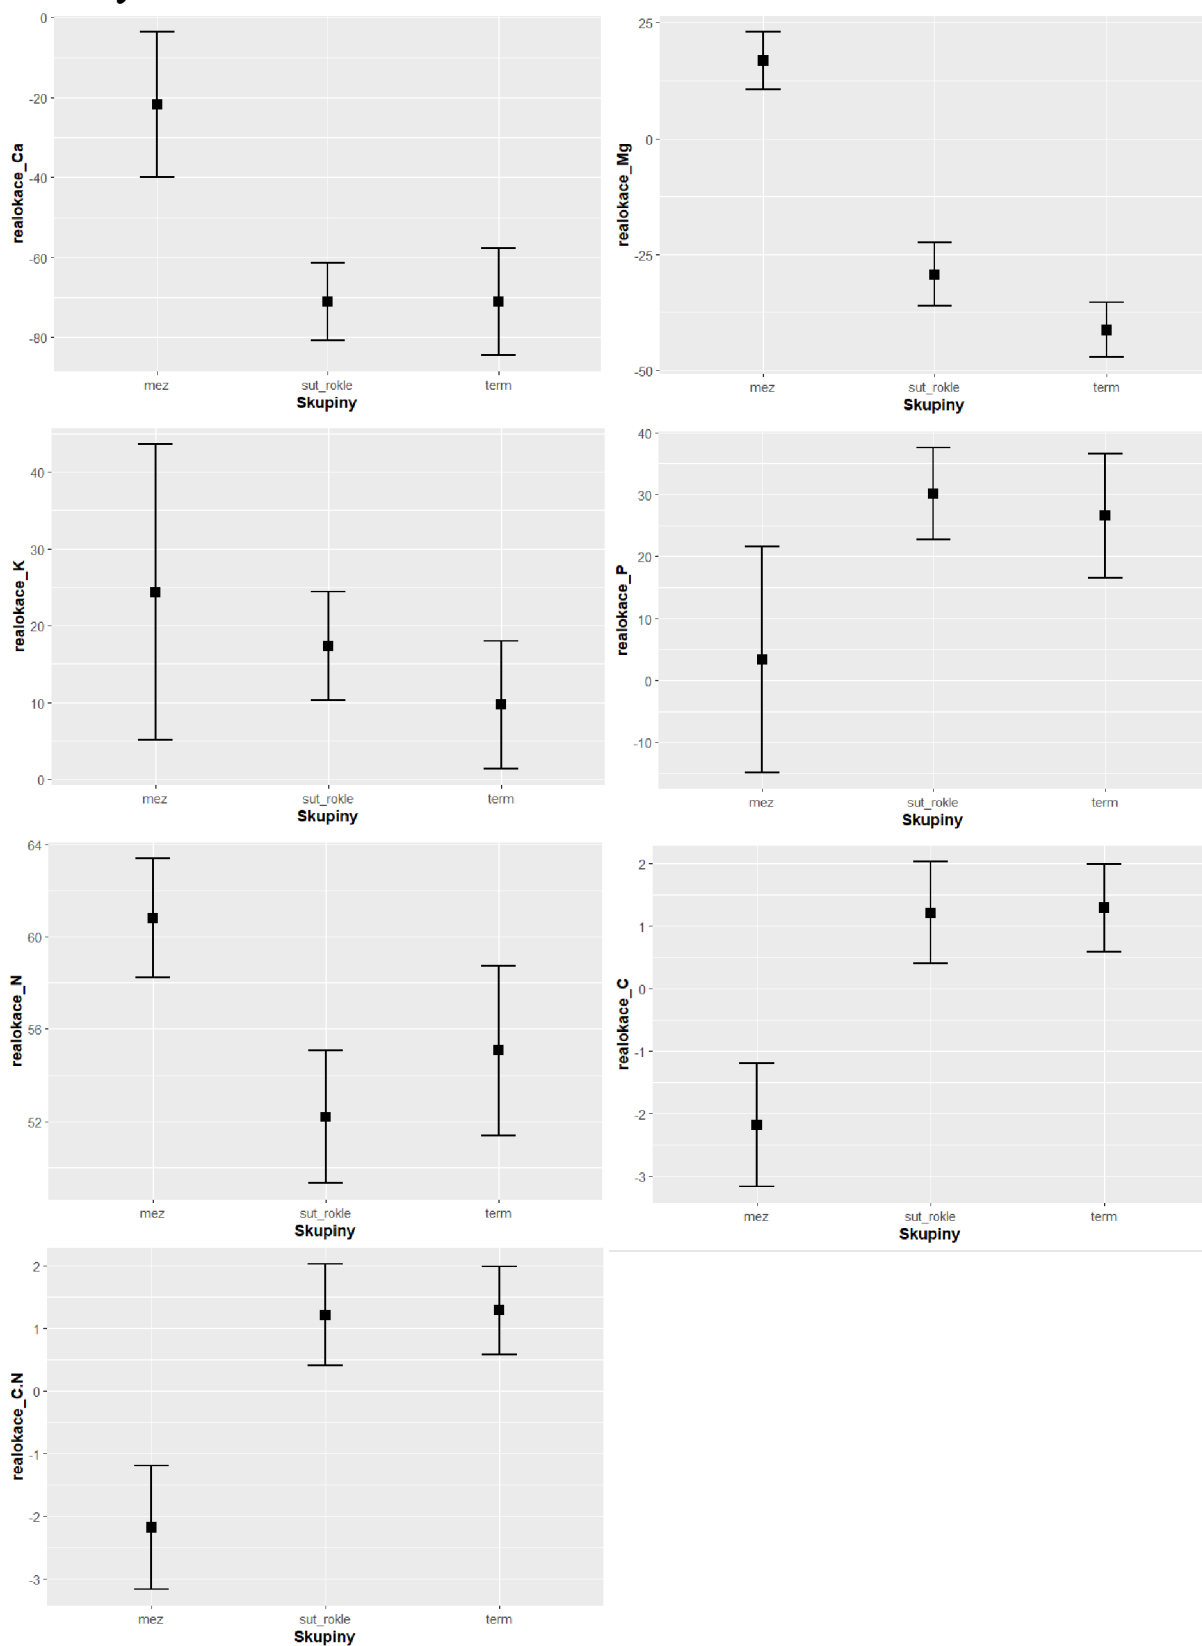 0
-20
-40
-60
-80
realokace_Ca
mez sut_rokle term
Skupiny
25
0
-25
-50
realokace_Mg
mez sut_rokle term
Skupiny
40
30
20
10
0
realokace_K
mez sut_rokle term
Skupiny
40
30
20
10
0
-10
realokace_P
mez sut_rokle term
Skupiny
64
60
56
52
realokace_N
mez sut_rokle term
Skupiny
2
1
0
-1
-2
-3
realokace_C
mez sut_rokle term
Skupiny
2
1
0
-1
-2
-3
realokace_C.N
mez sut_rokle term
Skupiny